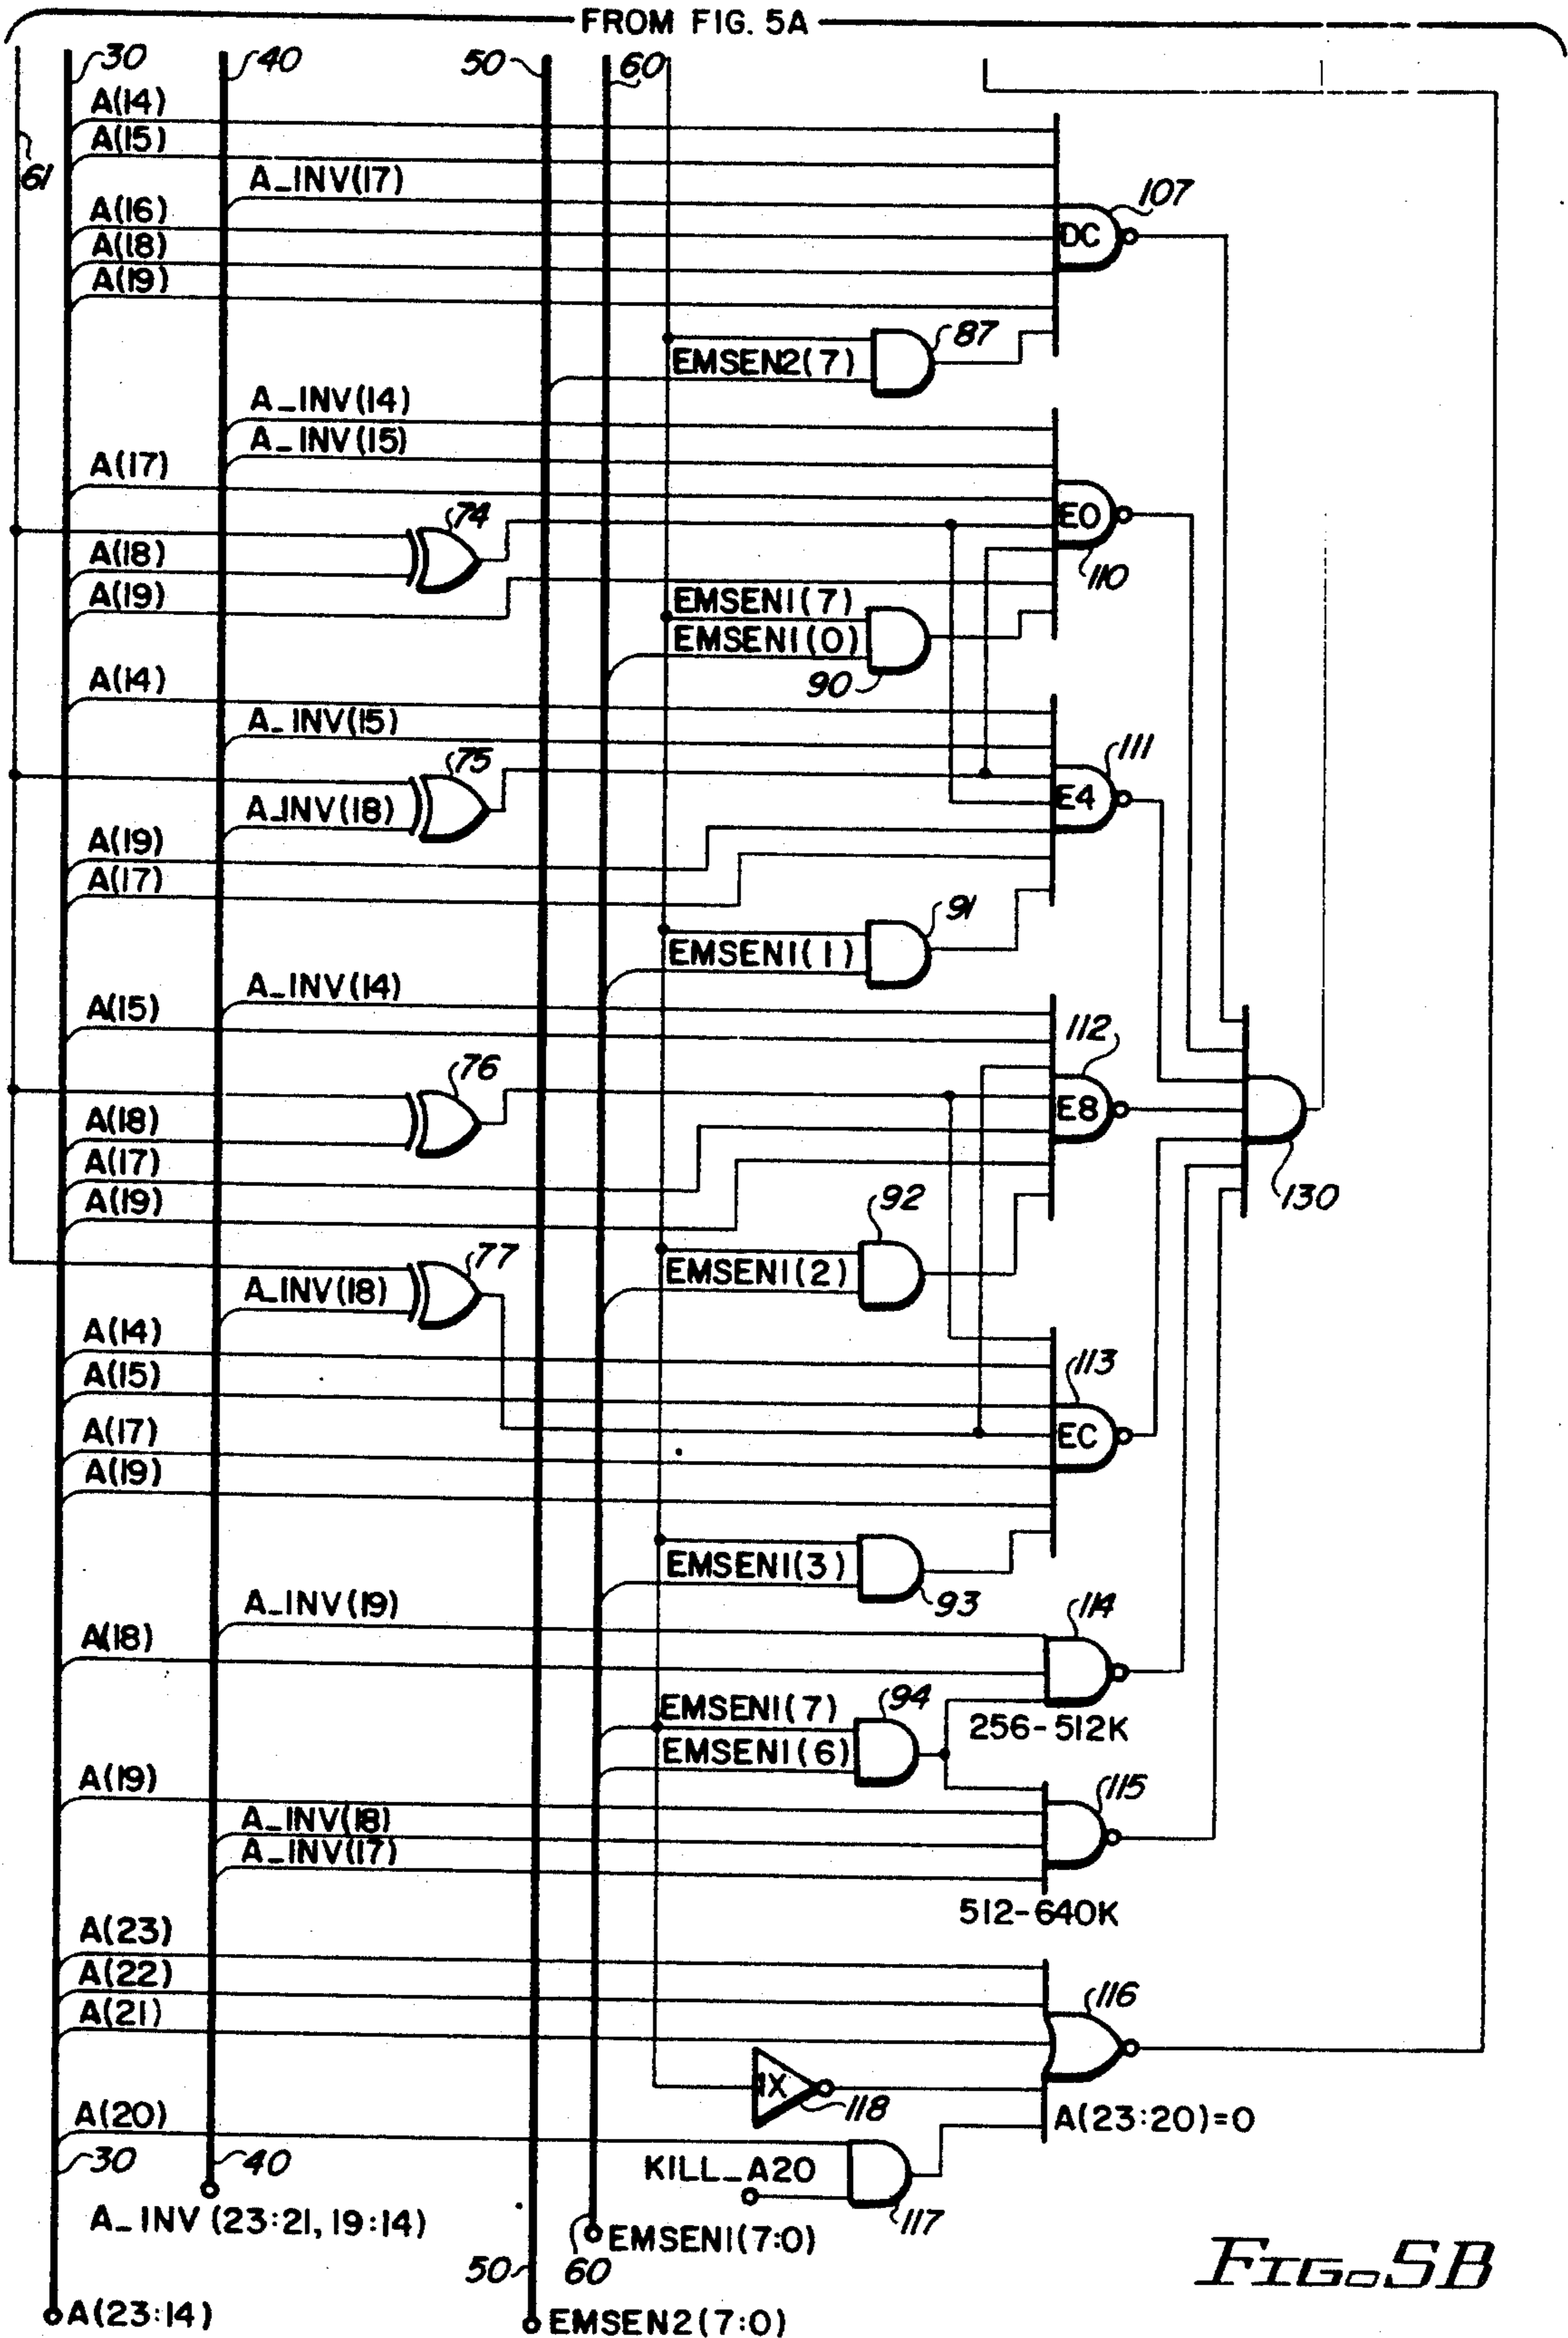 FROM FIG. 5A
30
40
50
60
61
A(14)
A(15)
A_INV(17)
A(16)
A(18)
A(19)
DC
107
EMSEN2(7)
87
A_INV(14)
A_INV(15)
A(17)
74
EO
110
A(18)
A(19)
EMSEN1(7)
EMSEN1(0)
90
A(14)
A_INV(15)
75
111
E4
A_INV(18)
A(19)
A(17)
91
EMSEN1(1)
A_INV(14)
A(15)
112
76
E8
A(18)
A(17)
A(19)
130
92
77
EMSEN1(2)
A_INV(18)
A(14)
113
A(15)
A(17)
EC
A(19)
EMSEN1(3)
93
A_INV(19)
114
A(18)
EMSEN1(7)
94
256-512K
EMSEN1(6)
A(19)
115
A_INV(18)
A_INV(17)
512-640K
A(23)
A(22)
116
A(21)
1X
118
A(20)
A(23:20)=0
30
40
KILL_A20
117
A_INV (23:21, 19:14)
EMSEN1(7:0)
50
60
A(23:14)
EMSEN2(7:0)
FIG. 5B